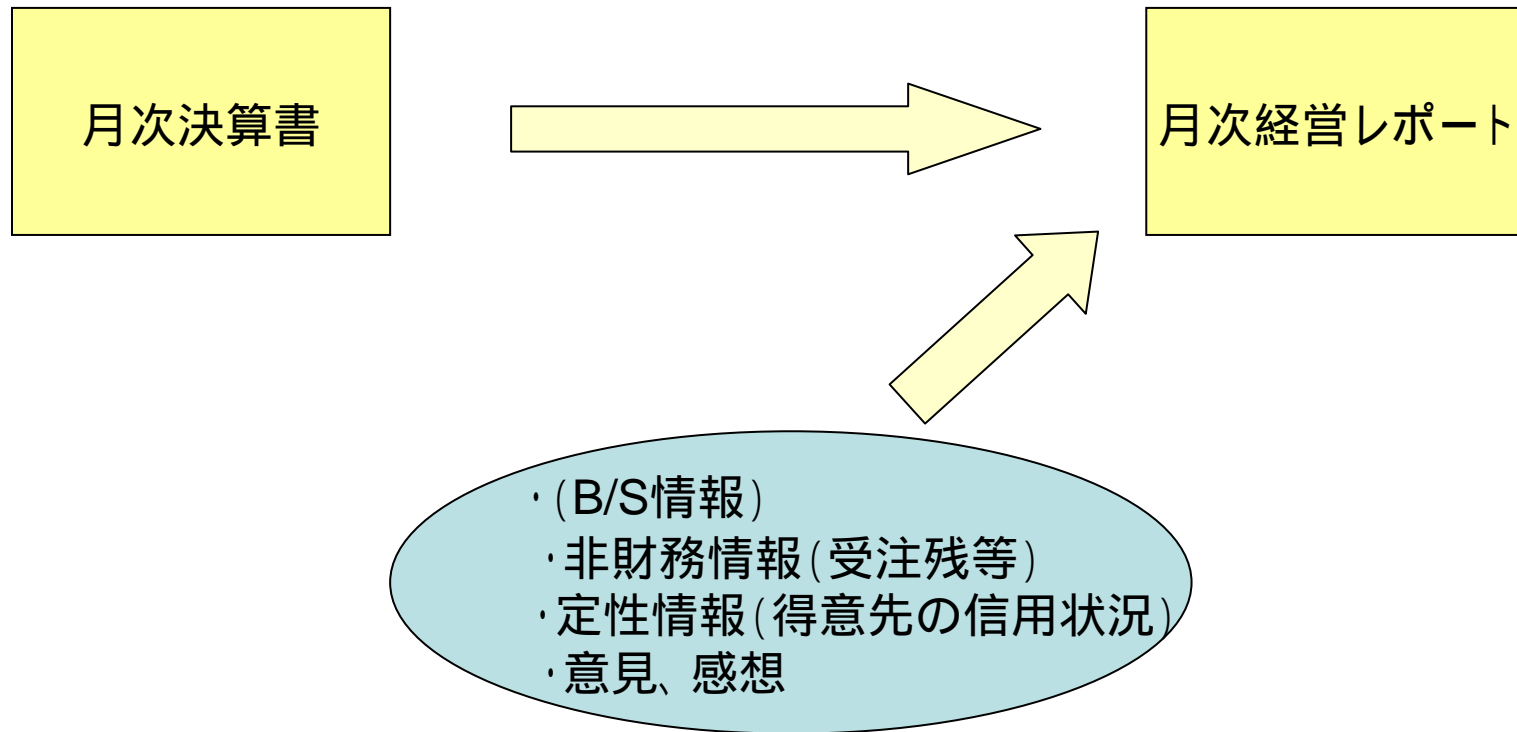 月次決算書
月次経営レポート
・(B/S情報)
・非財務情報(受注残等)
・定性情報(得意先の信用状況)
・意見、感想